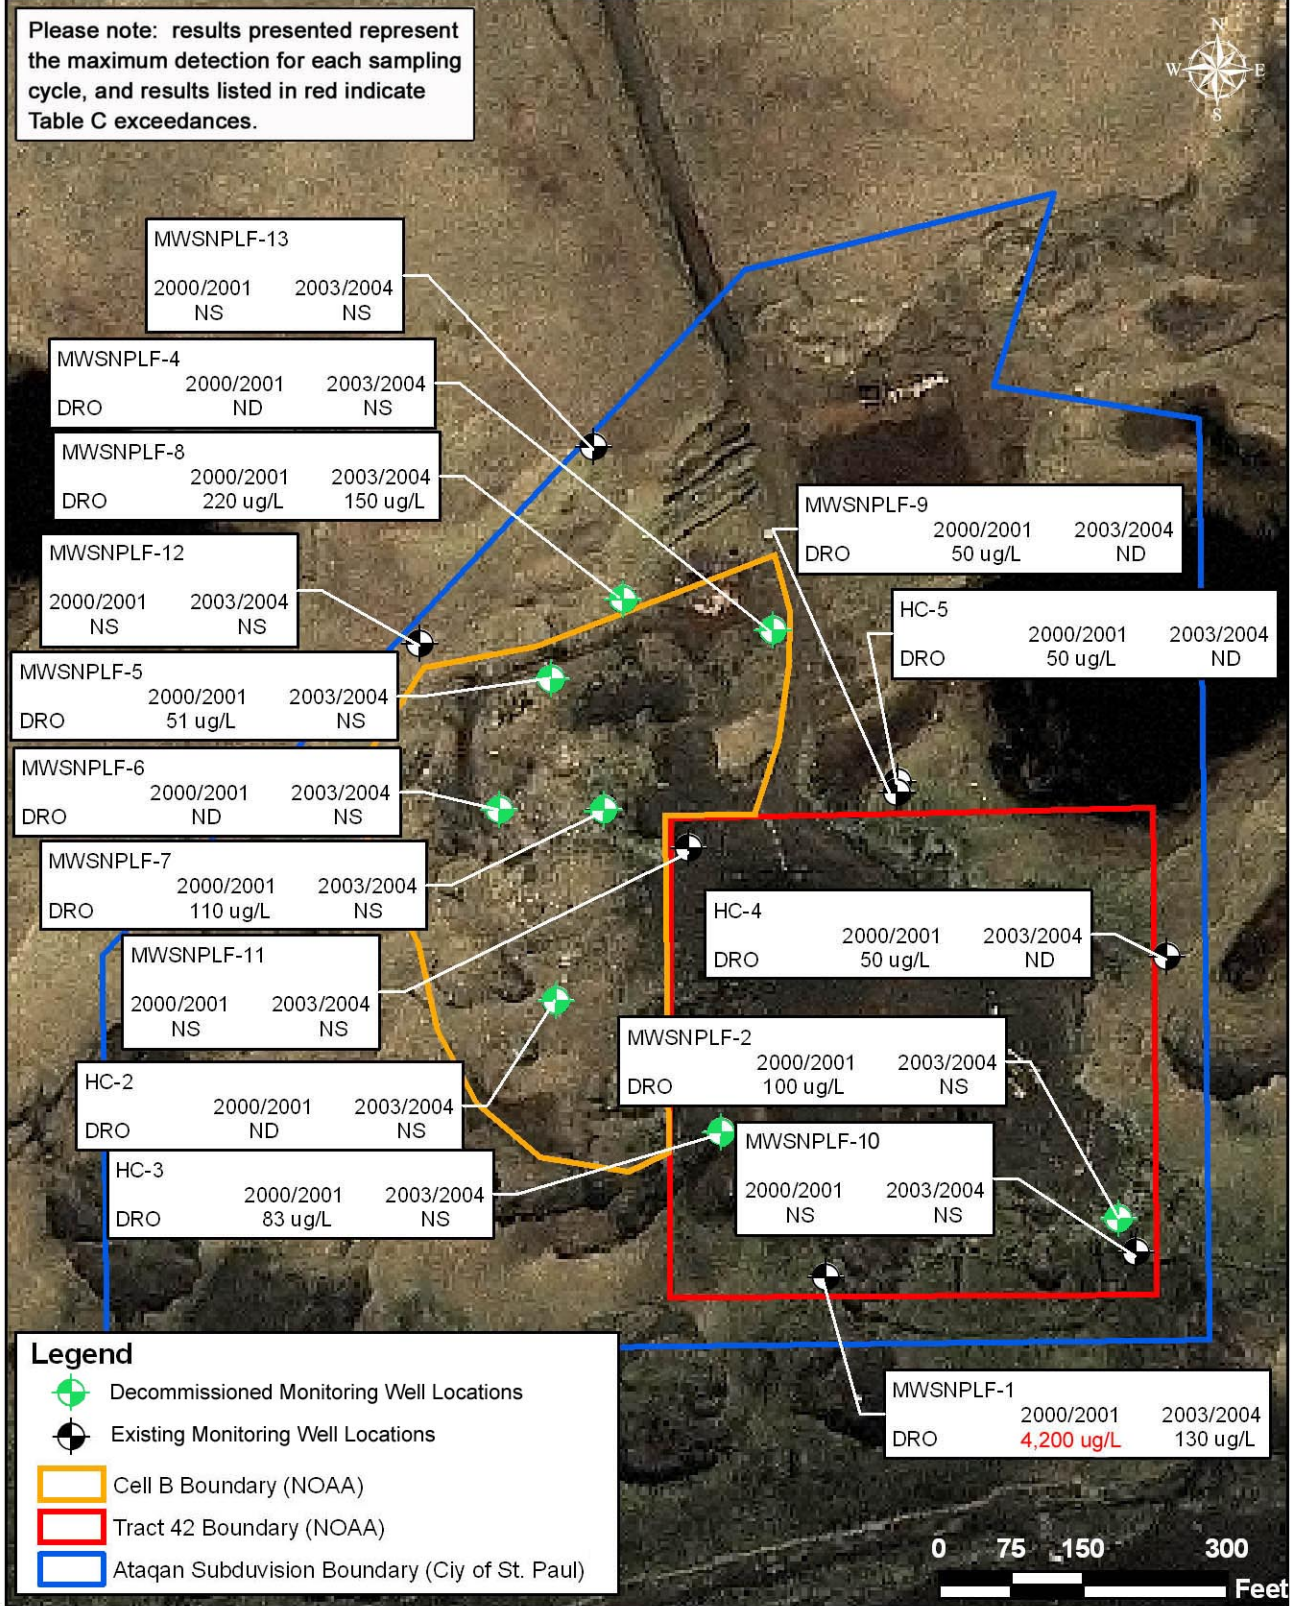 Please note: results presented represent
the maximum detection for each sampling
cycle, and results listed in red indicate
Table C exceedances.
N
W E
S
MWSNPLF-13
2000/2001 2003/2004
NS NS
MWSNPLF-4
2000/2001 2003/2004
DRO ND NS
MWSNPLF-8
2000/2001 2003/2004
DRO 220 ug/L 150 ug/L
MWSNPLF-9
2000/2001 2003/2004
DRO 50 ug/L ND
MWSNPLF-12
2000/2001 2003/2004
NS NS
HC-5
2000/2001 2003/2004
DRO 50 ug/L ND
MWSNPLF-5
2000/2001 2003/2004
DRO 51 ug/L NS
MWSNPLF-6
2000/2001 2003/2004
DRO ND NS
MWSNPLF-7
2000/2001 2003/2004
DRO 110 ug/L NS
HC-4
2000/2001 2003/2004
DRO 50 ug/L ND
MWSNPLF-11
2000/2001 2003/2004
NS NS
MWSNPLF-2
2000/2001 2003/2004
DRO 100 ug/L NS
HC-2
2000/2001 2003/2004
DRO ND NS
MWSNPLF-10
2000/2001 2003/2004
NS NS
HC-3
2000/2001 2003/2004
DRO 83 ug/L NS
MWSNPLF-1
2000/2001 2003/2004
DRO 4,200 ug/L 130 ug/L
Legend
Decommissioned Monitoring Well Locations
Existing Monitoring Well Locations
Cell B Boundary (NOAA)
Tract 42 Boundary (NOAA)
Ataqan Subduvision Boundary (Ciy of St. Paul)
0 75 150 300
Feet